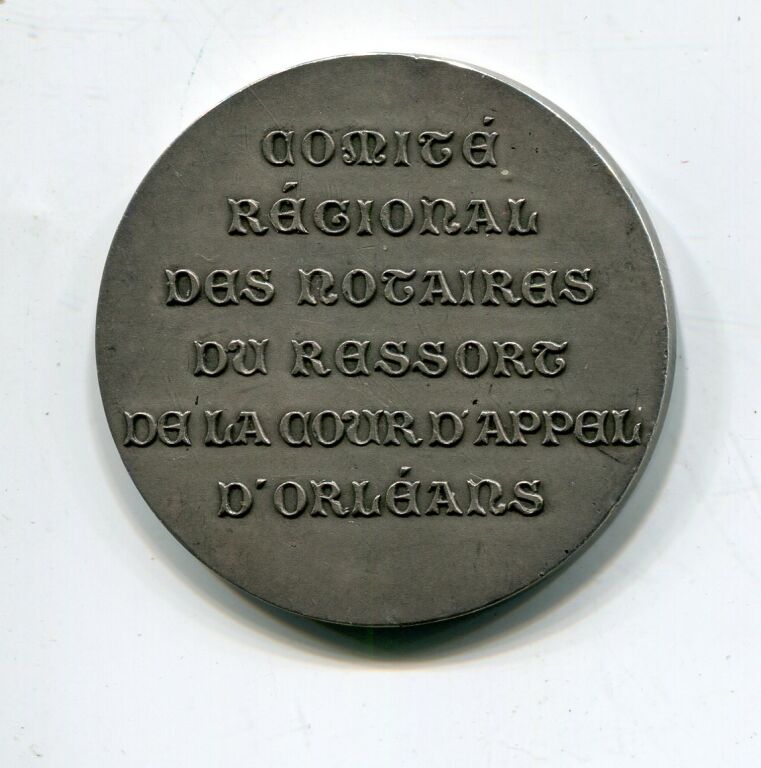 COMITÉ
RÉGIONAL
DES NOTAIRES
DU RESSORT
DE LA COUR D'APPEL
D'ORLÉANS